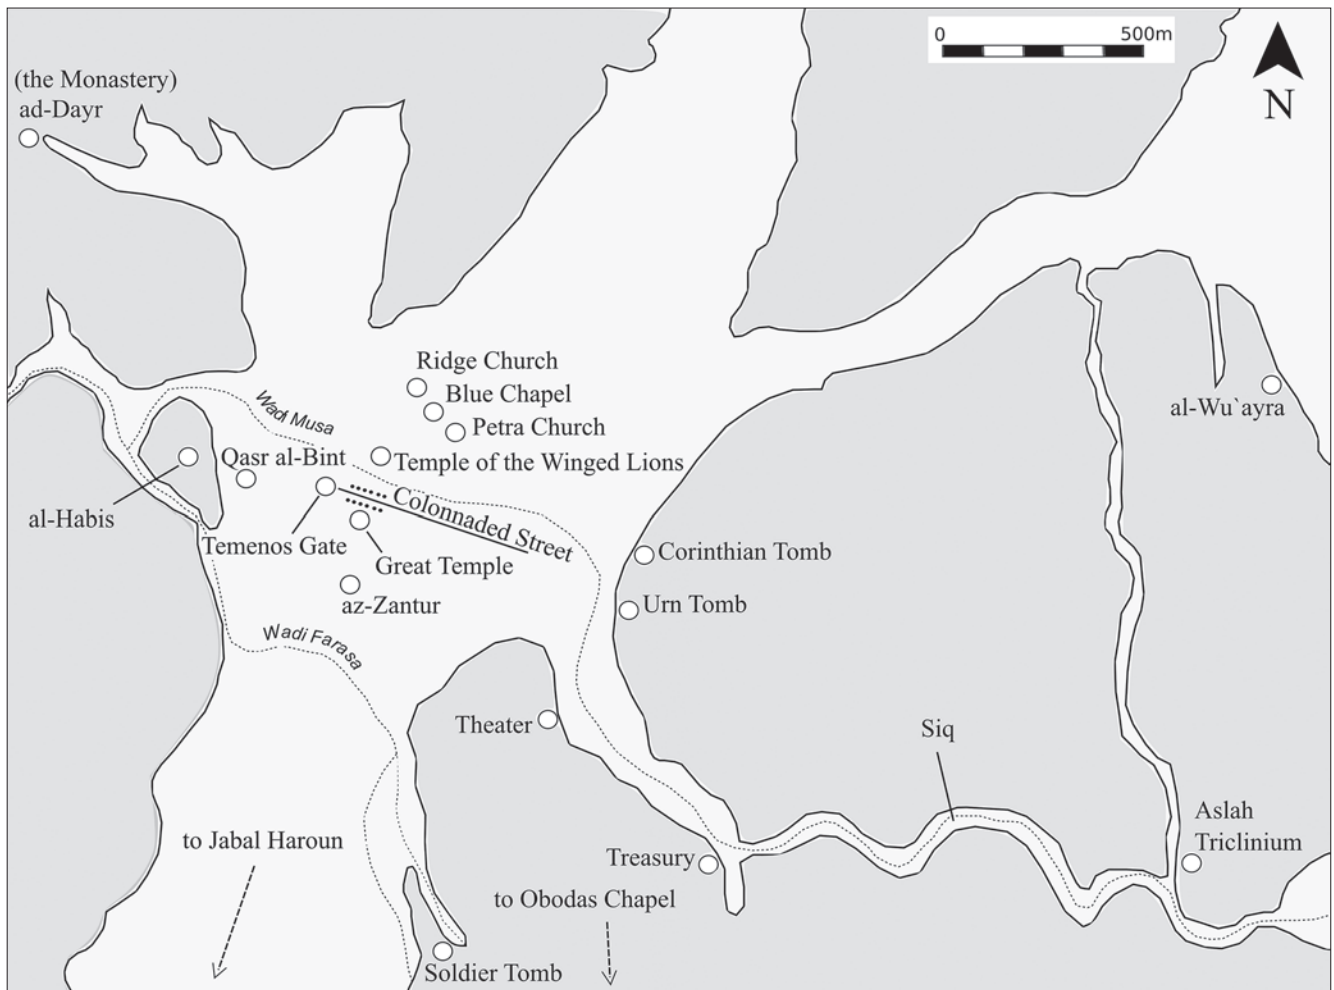 0 500m
N
(the Monastery)
ad-Dayr
Ridge Church
Blue Chapel
Petra Church
Wadi Musa
Qasr al-Bint
Temple of the Winged Lions
al-Wu`ayra
al-Habis
Colonnaded Street
Temenos Gate
Great Temple
az-Zantur
Corinthian Tomb
Urn Tomb
Wadi Farasa
Theater
Siq
to Jabal Haroun
Aslah
Triclinium
Treasury
to Obodas Chapel
Soldier Tomb